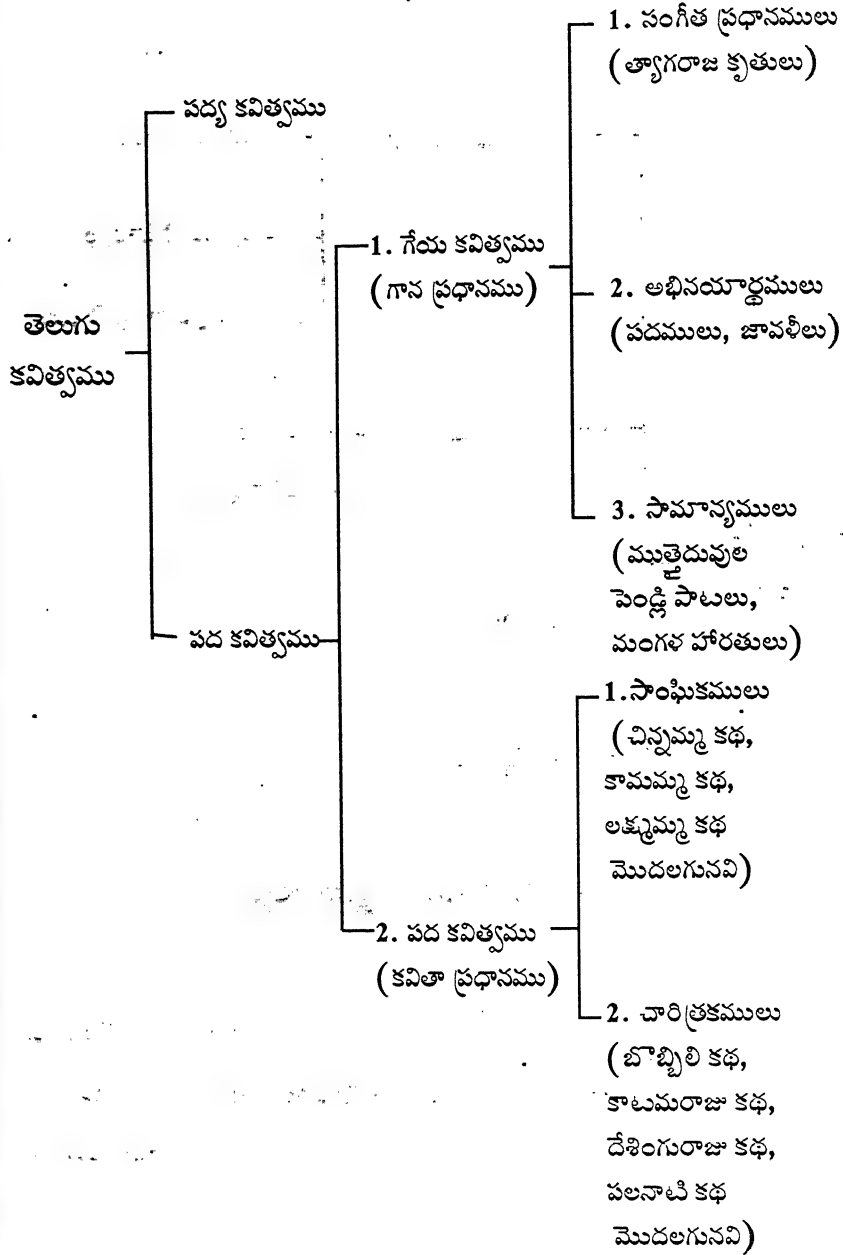 తెలుగు
కవిత్వము
పద్య కవిత్వము
పద కవిత్వము
1. గేయ కవిత్వము
(గాన ప్రధానము)
1. సంగీత ప్రధానములు
(త్యాగరాజ కృతులు)
2. అభినయార్థములు
(పదములు, జావళీలు)
3. సామాన్యములు
(ముత్తైదువుల
పెండ్లి పాటలు,
మంగళ హారతులు)
2. పద కవిత్వము
(కవితా ప్రధానము)
1.సాంఘికములు
(చిన్నమ్మ కథ,
కామమ్మ కథ,
లక్ష్మమ్మ కథ
మొదలగునవి)
2. చారిత్రకములు
(బొబ్బిలి కథ,
కాటమరాజు కథ,
దేశింగురాజు కథ,
పలనాటి కథ
మొదలగునవి)